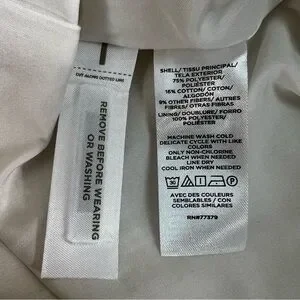 CUT ALONG DOTTED LINE
REMOVE BEFORE WEARING
OR WASHING
SHELL/ TISSU PRINCIPAL/
TELA EXTERIOR
75% POLYESTER/
POLIÉSTER
16% COTTON/ COTON/
ALGODÓN
9% OTHER FIBERS/ AUTRES
FIBRES/ OTRAS FIBRAS
LINING/ DOUBLURE/ FORRO
100% POLYESTER/
POLIÉSTER
MACHINE WASH COLD
DELICATE CYCLE WITH LIKE
COLORS
ONLY NON-CHLORINE
BLEACH WHEN NEEDED
LINE DRY
COOL IRON WHEN NEEDED
AVEC DES COULEURS
SEMBLABLES / CON
COLORES SIMILARES
RN#77379